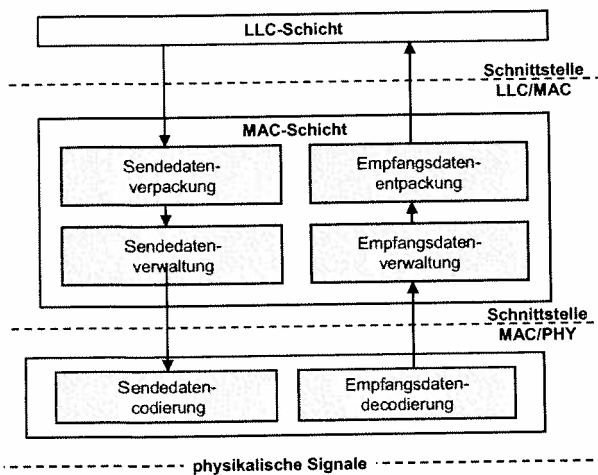 LLC-Schicht
Schnittstelle
LLC/MAC
MAC-Schicht
Sendedaten-
verpackung
Empfangsdaten-
entpackung
Sendedaten-
verwaltung
Empfangsdaten-
verwaltung
Schnittstelle
MAC/PHY
Sendedaten-
codierung
Empfangsdaten-
decodierung
physikalische Signale